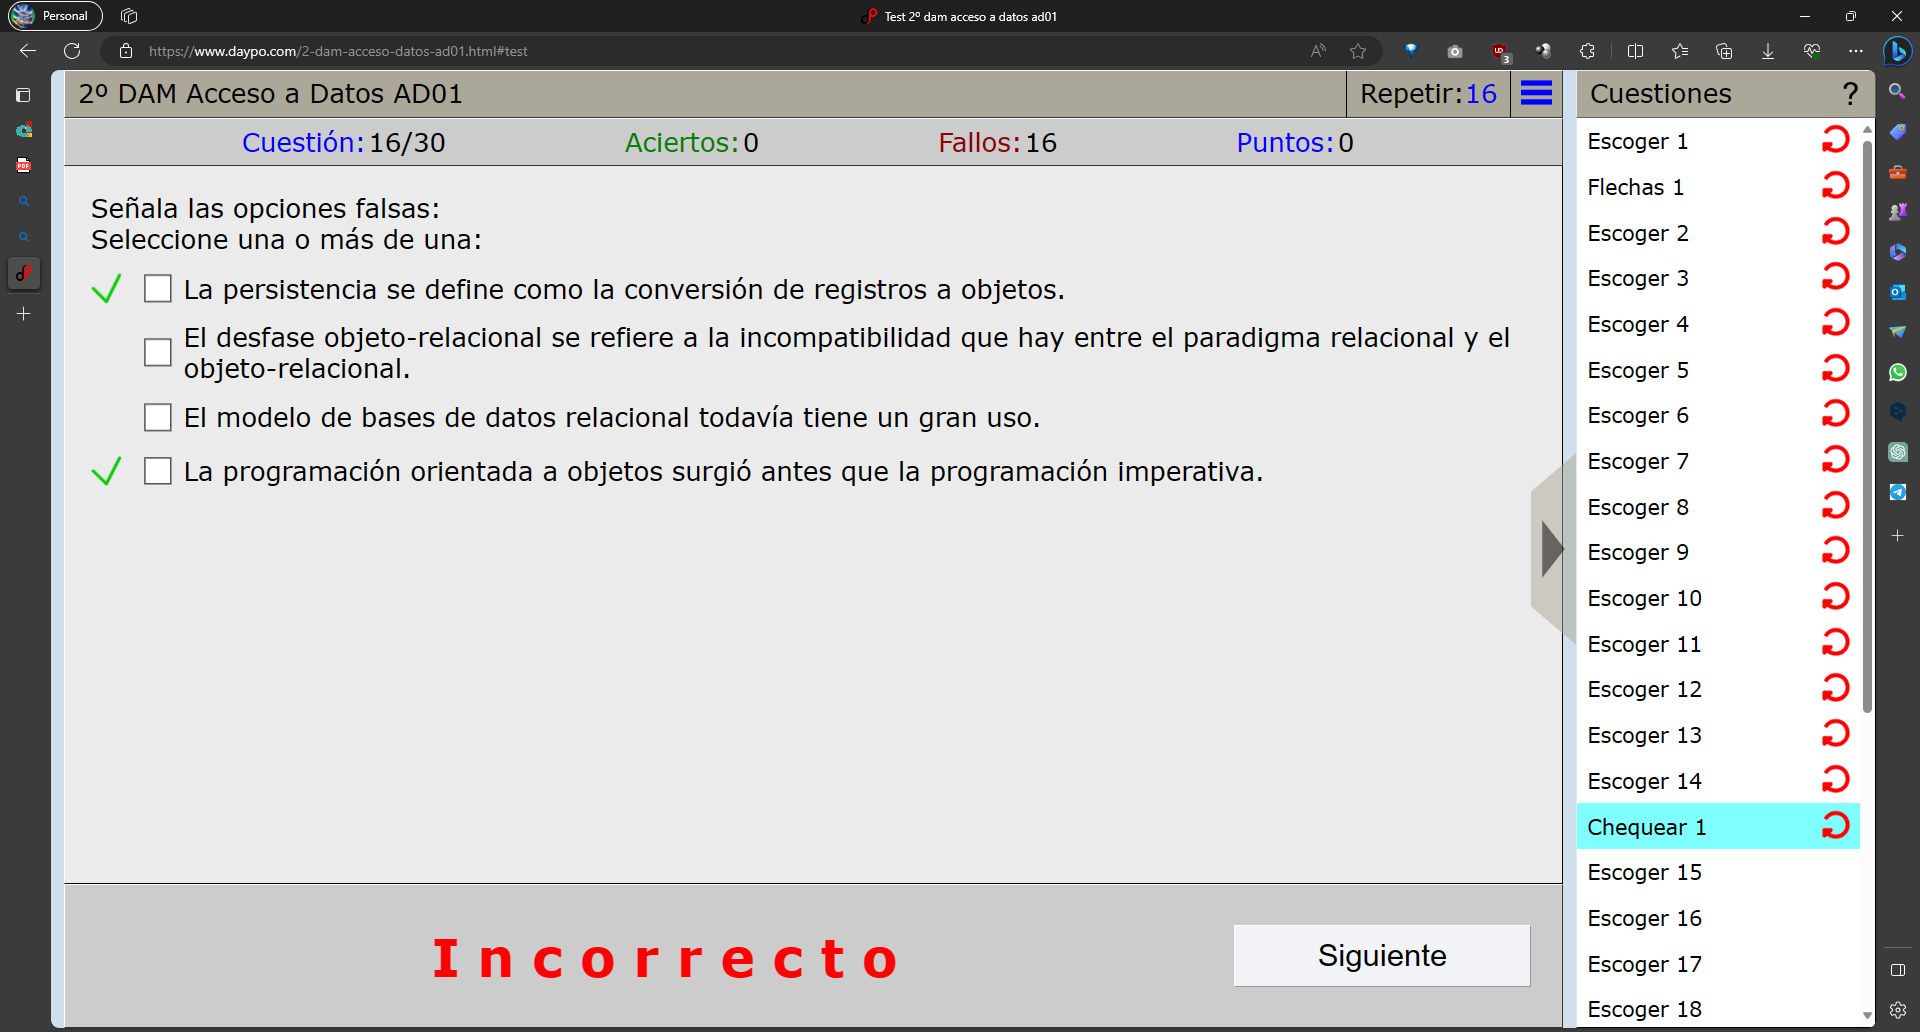 Personal
Test 2º dam acceso a datos ad01
https://www.daypo.com/2-dam-acceso-datos-ad01.html#test
2º DAM Acceso a Datos AD01
Repetir:16
Cuestión:16/30
Aciertos:0
Fallos:16
Puntos:0
Señala las opciones falsas:
Seleccione una o más de una:
La persistencia se define como la conversión de registros a objetos.
El desfase objeto-relacional se refiere a la incompatibilidad que hay entre el paradigma relacional y el
objeto-relacional.
El modelo de bases de datos relacional todavía tiene un gran uso.
La programación orientada a objetos surgió antes que la programación imperativa.
Incorrecto
Siguiente
Cuestiones
?
Escoger 1
Flechas 1
Escoger 2
Escoger 3
Escoger 4
Escoger 5
Escoger 6
Escoger 7
Escoger 8
Escoger 9
Escoger 10
Escoger 11
Escoger 12
Escoger 13
Escoger 14
Chequear 1
Escoger 15
Escoger 16
Escoger 17
Escoger 18
3
PDF